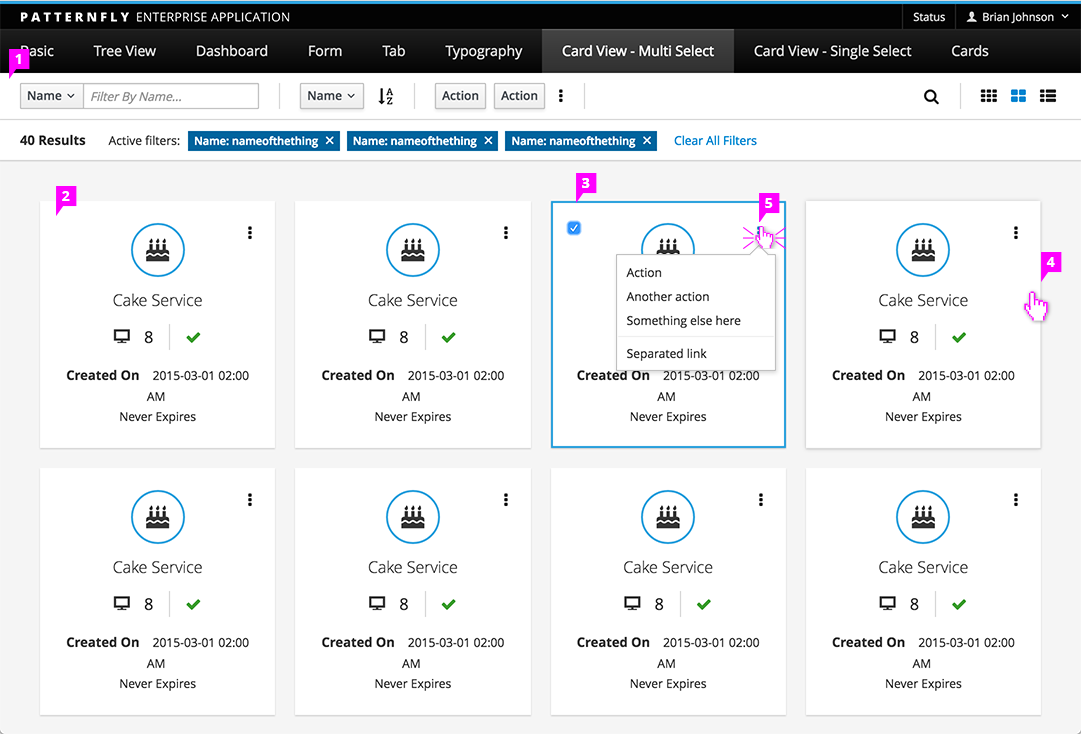 PATTERNFLY ENTERPRISE APPLICATION Status Brian Johnson
1 Basic Tree View Dashboard Form Tab Typography Card View - Multi Select Card View - Single Select Cards
Name Filter By Name... Name A Z Action Action
40 Results Active filters: Name: nameofthething × Name: nameofthething × Name: nameofthething × Clear All Filters
2 3 5
4
Action
Another action
Something else here
Separated link
Cake Service Cake Service Cake Service
8 8 8
Created On 2015-03-01 02:00 Created On 2015-03-01 02:00 Created On 2015-03-01 02:00 Created On 2015-03-01 02:00
AM AM AM AM
Never Expires Never Expires Never Expires Never Expires
Cake Service Cake Service Cake Service Cake Service
8 8 8 8
Created On 2015-03-01 02:00 Created On 2015-03-01 02:00 Created On 2015-03-01 02:00 Created On 2015-03-01 02:00
AM AM AM AM
Never Expires Never Expires Never Expires Never Expires